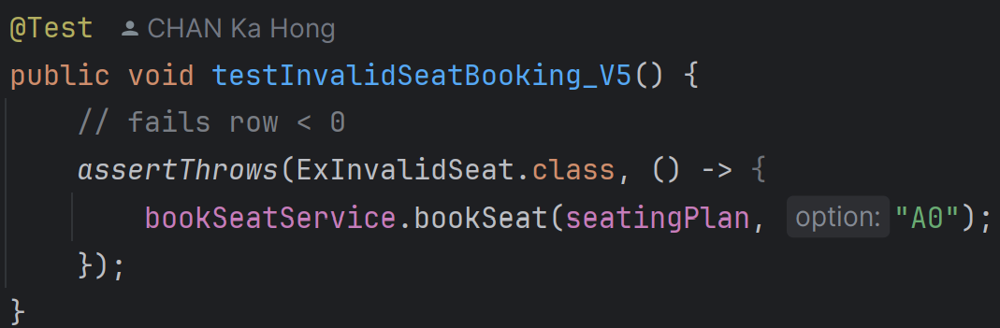 @Test CHAN Ka Hong
public void testInvalidSeatBooking_V5() {
// fails row < 0
assertThrows(ExInvalidSeat.class, () -> {
bookSeatService.bookSeat(seatingPlan, option: "A0");
});
}